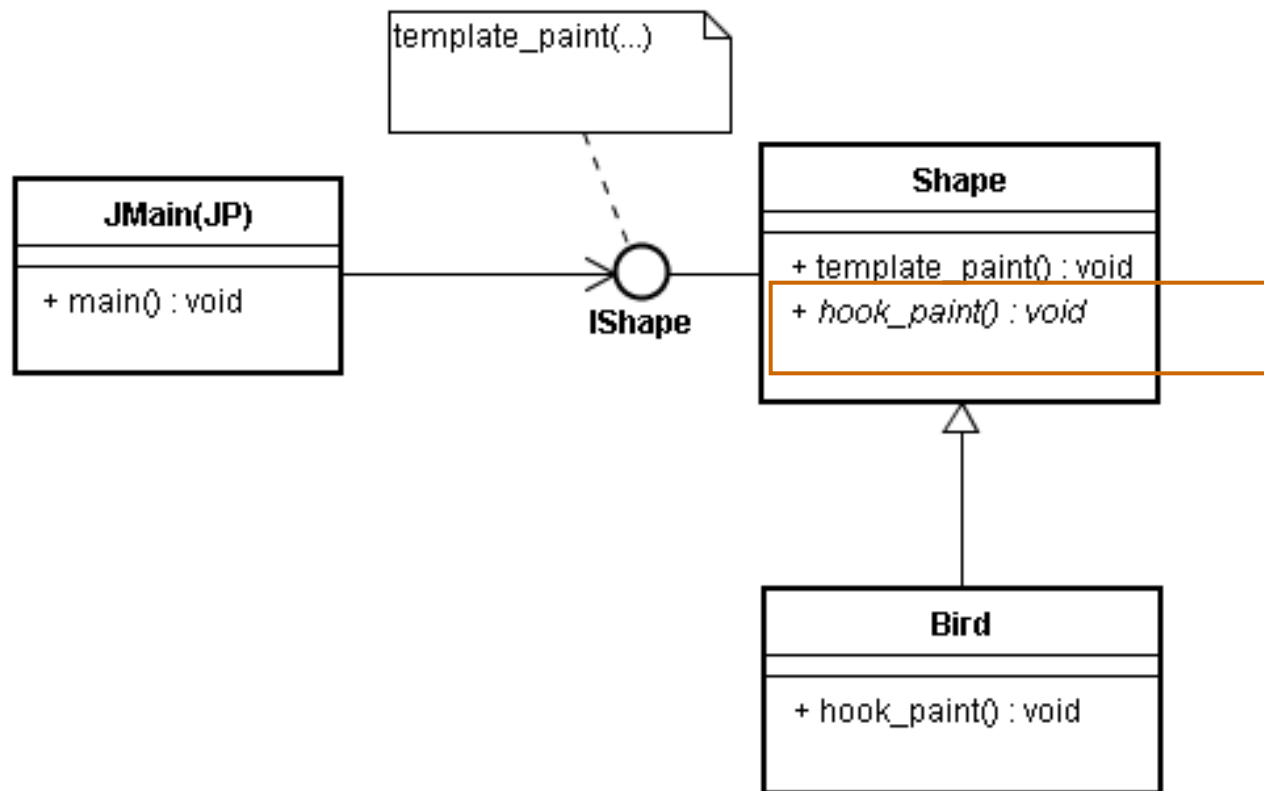 template_paint(...)
JMain(JP)
+ main() : void
IShape
Shape
+ template_paint() : void
+ hook_paint() : void
Bird
+ hook_paint() : void